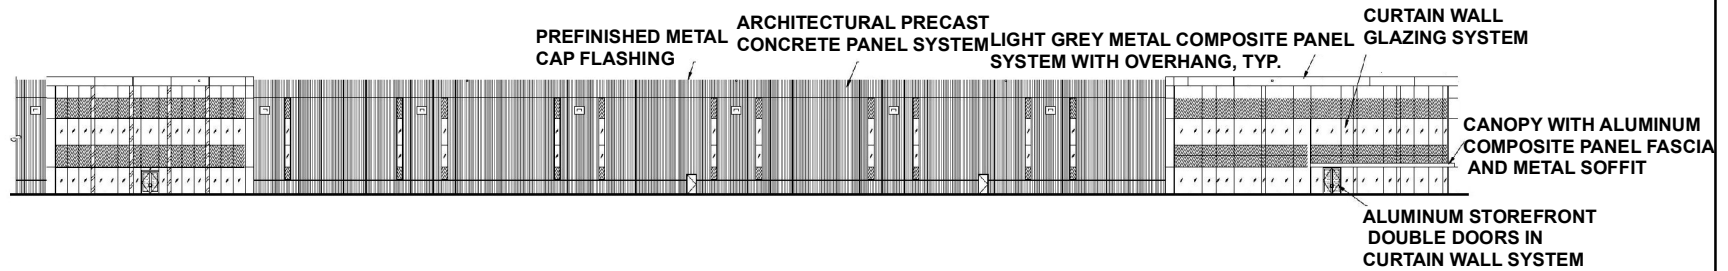 PREFINISHED METAL
CAP FLASHING
ARCHITECTURAL PRECAST
CONCRETE PANEL SYSTEM
LIGHT GREY METAL COMPOSITE PANEL
SYSTEM WITH OVERHANG, TYP.
CURTAIN WALL
GLAZING SYSTEM
CANOPY WITH ALUMINUM
COMPOSITE PANEL FASCIA
AND METAL SOFFIT
ALUMINUM STOREFRONT
DOUBLE DOORS IN
CURTAIN WALL SYSTEM